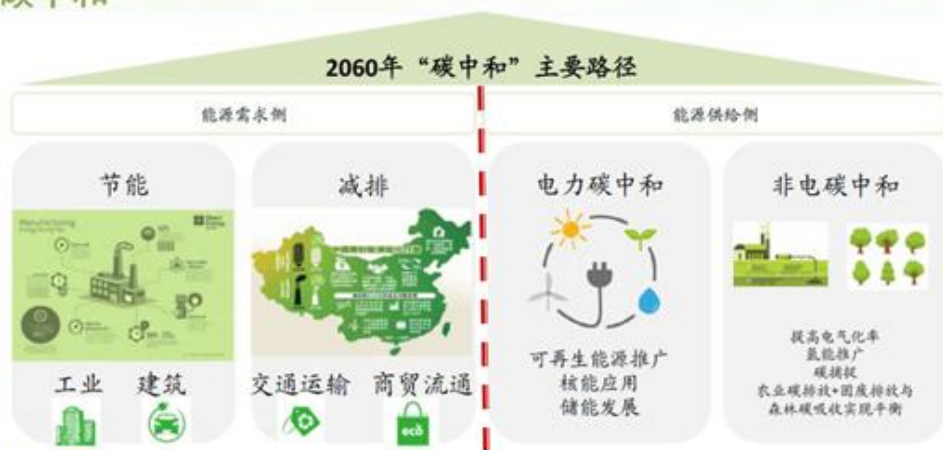 碳中和
2060年“碳中和”主要路径
能源需求侧
能源供给侧
节能
减排
电力碳中和
非电碳中和
Manufacturing
工业
建筑
交通运输
商贸流通
eco
可再生能源推广
核能应用
储能发展
提高电气化率
氢能推广
碳捕捉
农业碳排放+固废排放与
森林碳吸收实现平衡